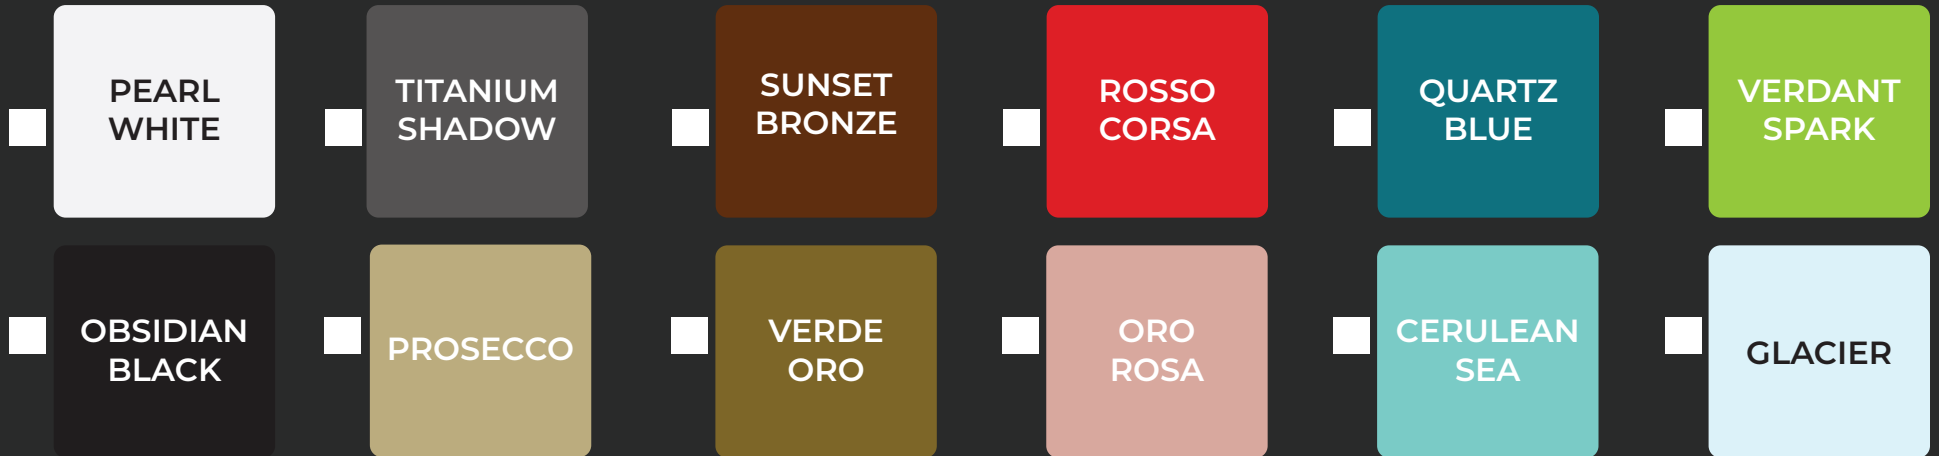 PEARL
WHITE
TITANIUM
SHADOW
SUNSET
BRONZE
ROSSO
CORSA
QUARTZ
BLUE
VERDANT
SPARK
OBSIDIAN
BLACK
PROSECCO
VERDE
ORO
ORO
ROSA
CERULEAN
SEA
GLACIER